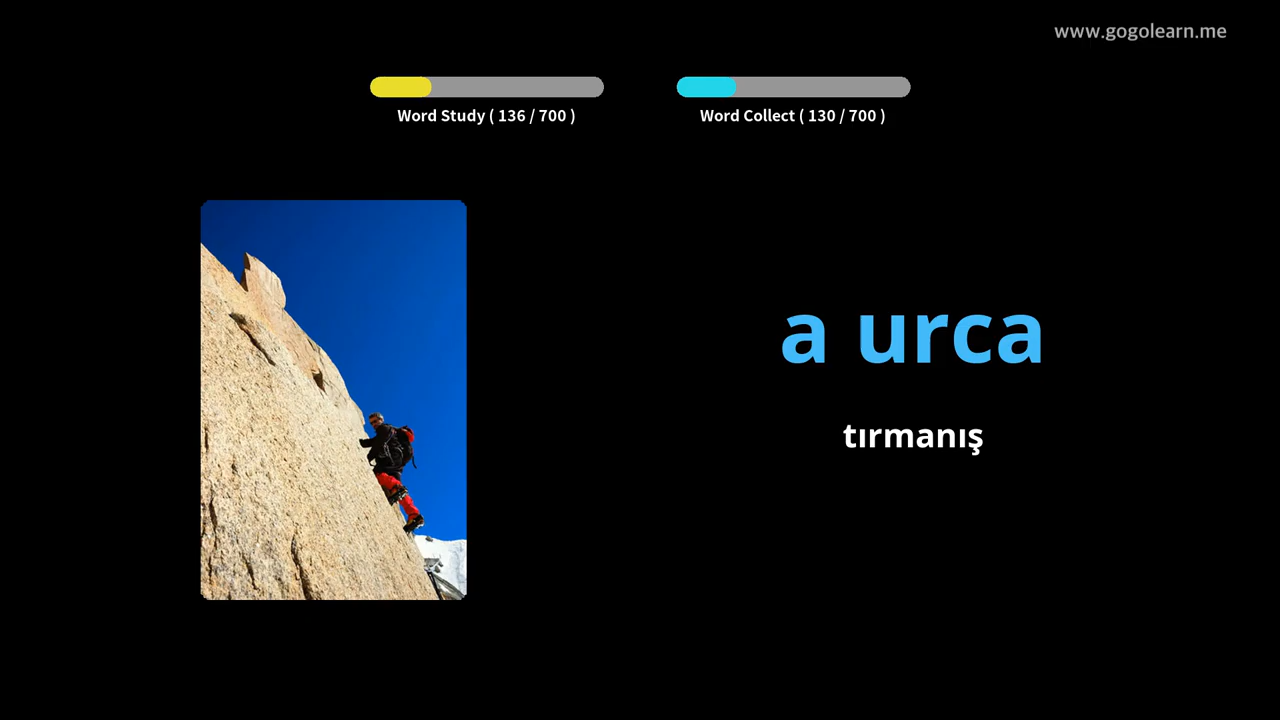 www.gogolearn.me
Word Study ( 136 / 700 )
Word Collect ( 130 / 700 )
a urca
tırmanış